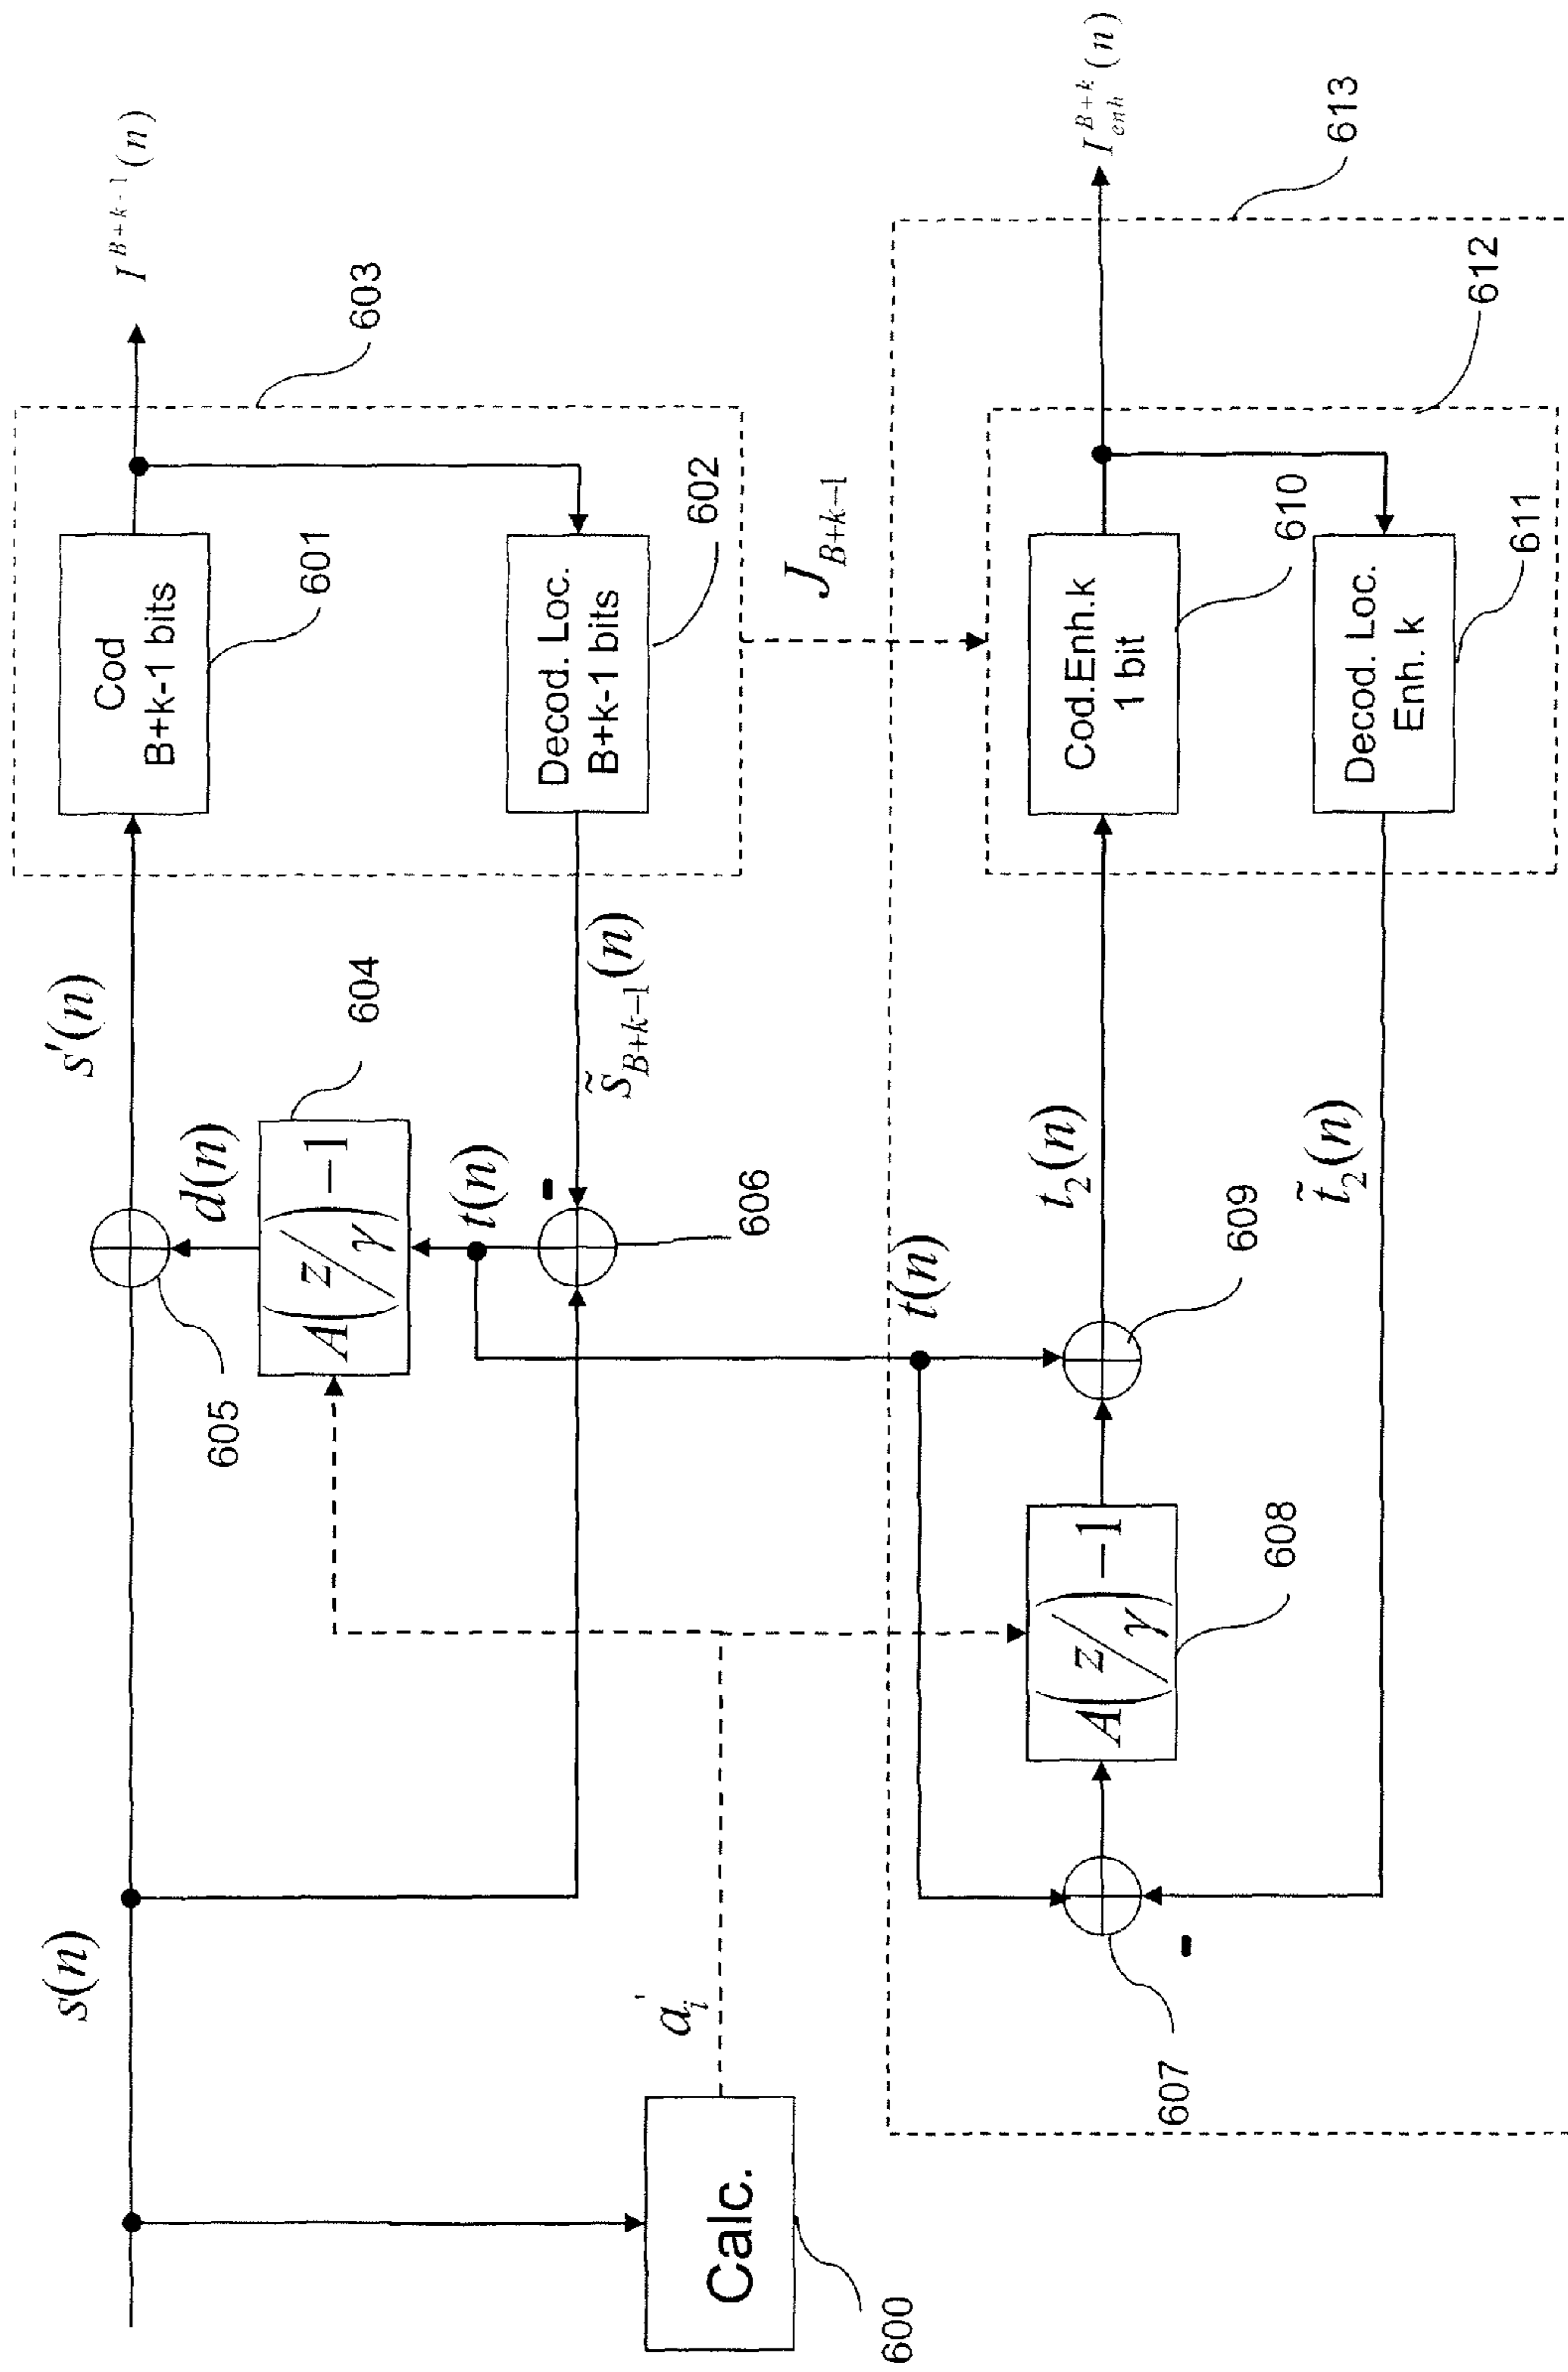 s(n)
s'(n)
I^{B+k-1}(n)
Cod
B+k-1 bits
601
603
605
d(n)
604
A(z/γ)-1
t(n)
-
606
s̃_{B+k-1}(n)
Decod. Loc.
B+k-1 bits
602
Calc.
600
a_i'
J_{B+k-1}
t(n)
613
612
607
-
A(z/γ)-1
608
609
t_2(n)
Cod.Enh.k
1 bit
610
I_{enh}^{B+k}(n)
t̃_2(n)
Decod. Loc.
Enh. k
611